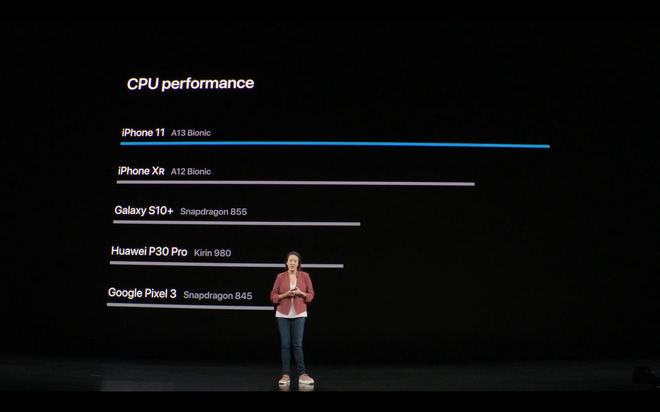 CPU performance
iPhone 11 A13 Bionic
iPhone XR A12 Bionic
Galaxy S10+ Snapdragon 855
Huawei P30 Pro Kirin 980
Google Pixel 3 Snapdragon 845